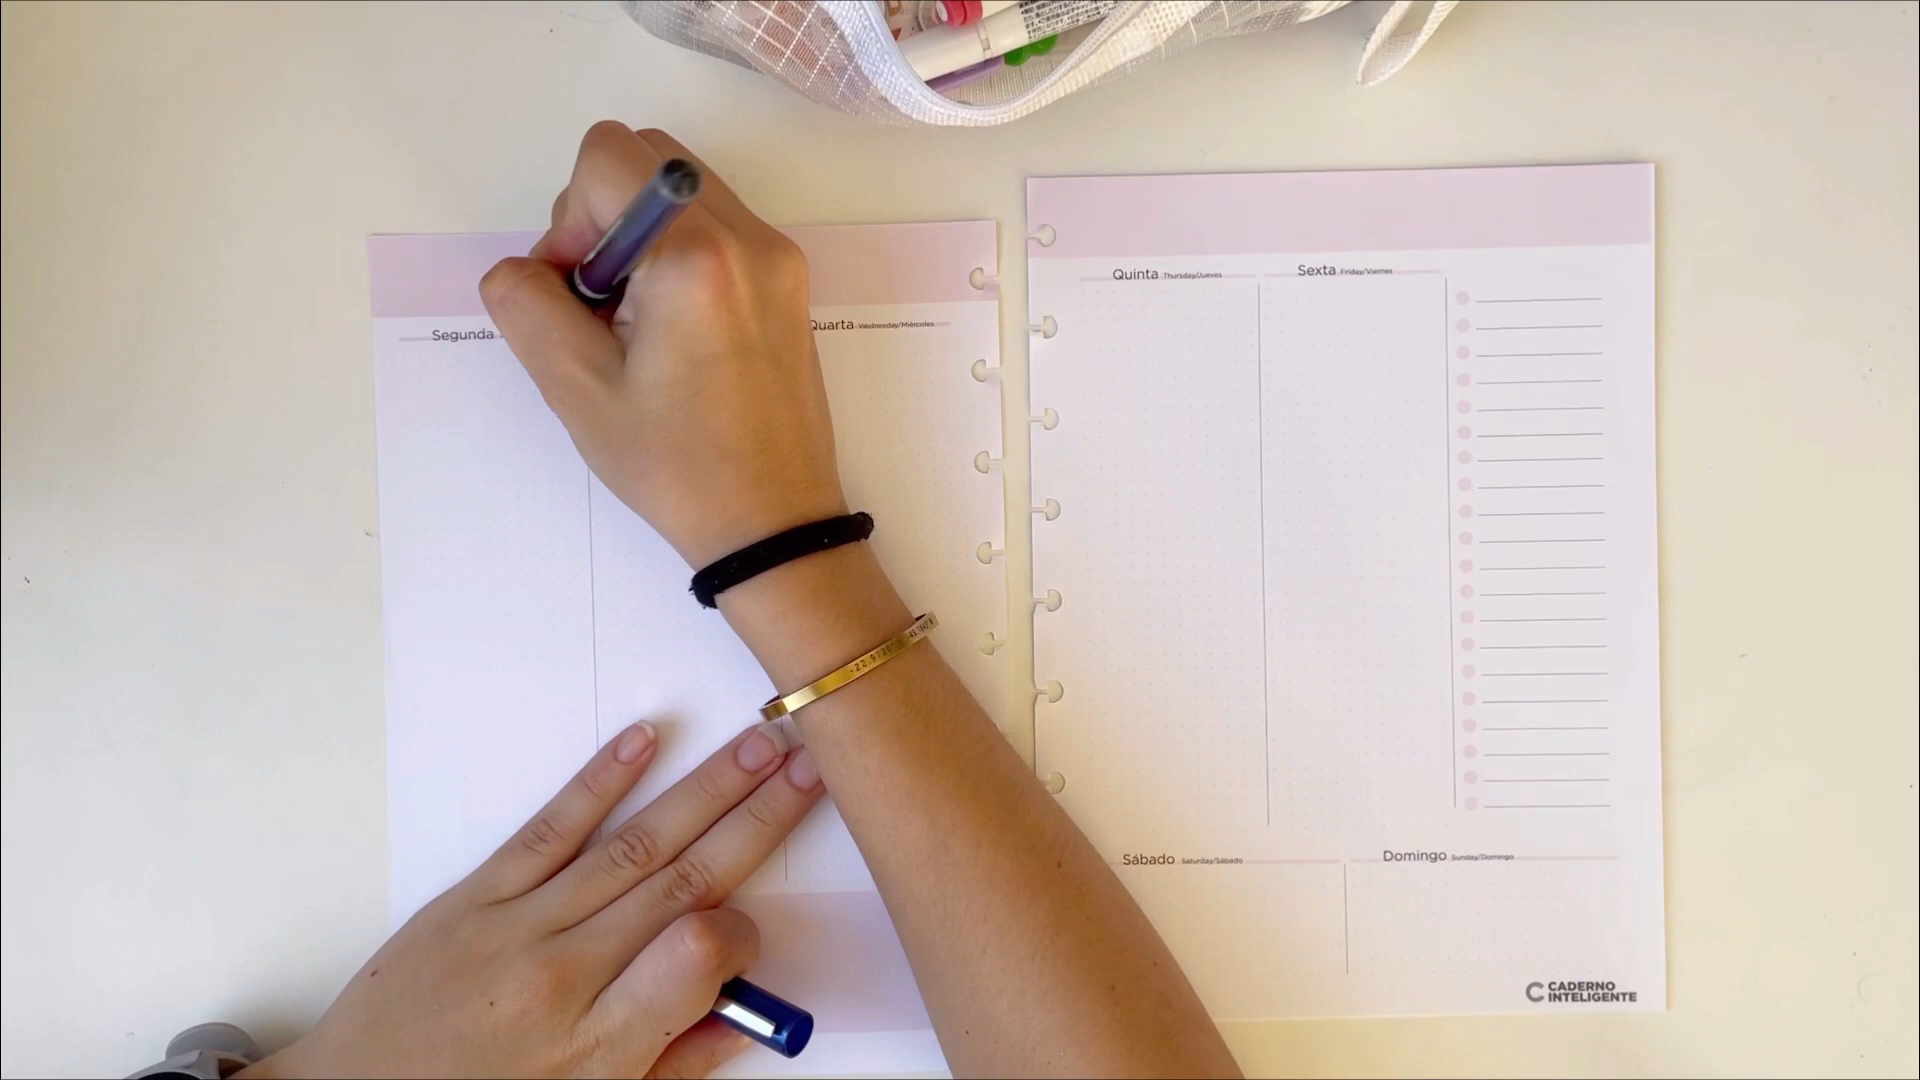 Segunda
Quarta Wednesday/Miércoles
Quinta Thursday/Jueves
Sexta Friday/Viernes
Sábado Saturday/Sábado
Domingo Sunday/Domingo
CADERNO
INTELIGENTE